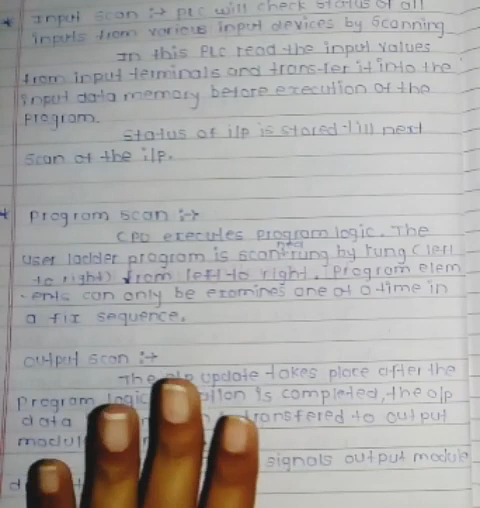 * Input scan :→ PLC will check status of all
inputs from various input devices by scanning
In this PLC read the input values
from input terminals and transfer it into the
input data memory before execution of the
program.
status of i/p is stored till next
scan of the i/p.
* Program scan :→
CPU executes program logic. The
user ladder program is scanned rung by rung (left
to right) from left to right. Program elem
-ents can only be examines one at a time in
a fix sequence.
output scan :→
The o/p update takes place after the
program logic is completed, the o/p
data transfered to output
signals output module